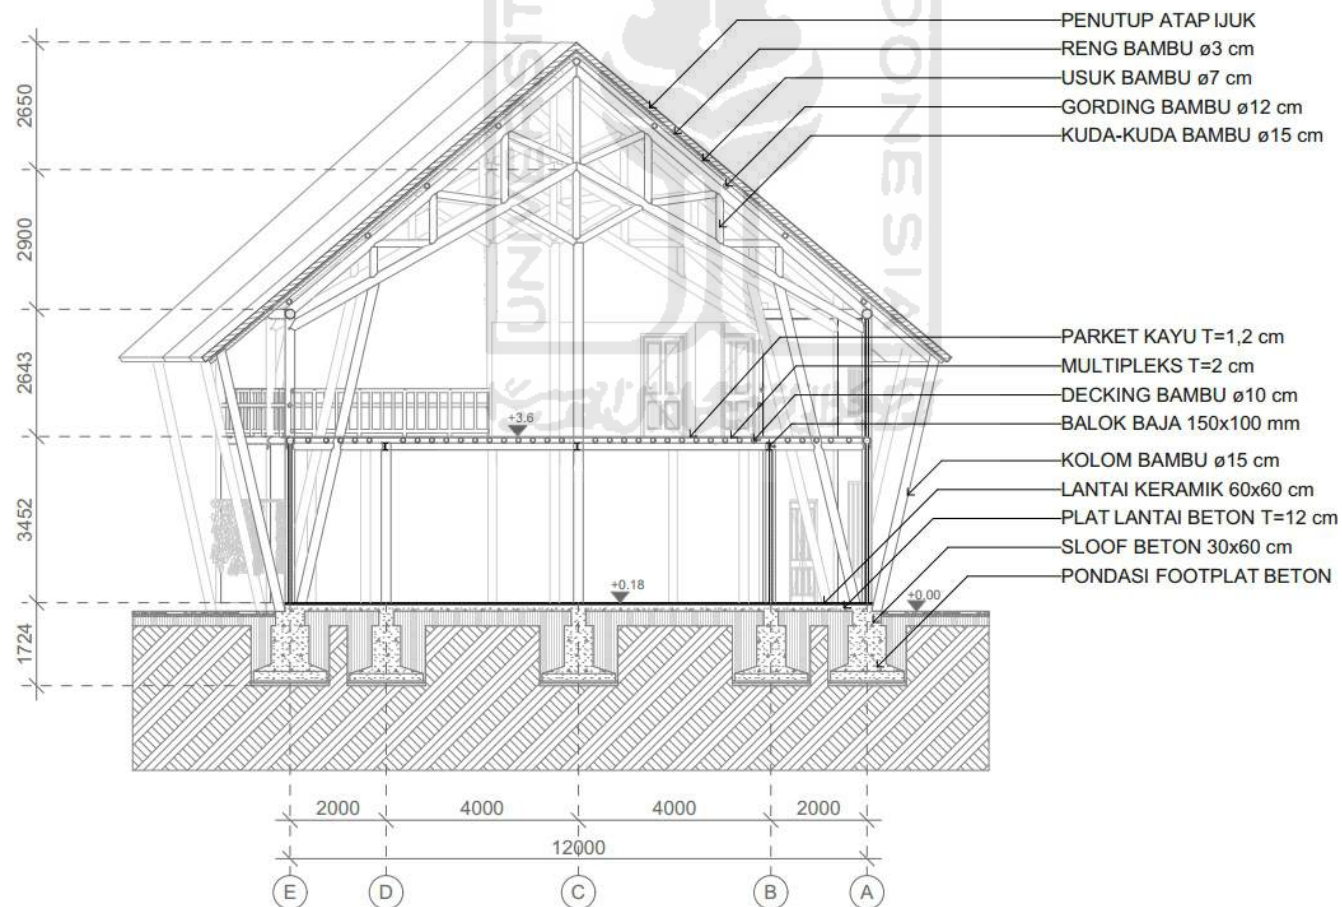 PENUTUP ATAP IJUK
RENG BAMBU ø3 cm
USUK BAMBU ø7 cm
GORDING BAMBU ø12 cm
KUDA-KUDA BAMBU ø15 cm
PARKET KAYU T=1,2 cm
MULTIPLEKS T=2 cm
DECKING BAMBU ø10 cm
BALOK BAJA 150x100 mm
KOLOM BAMBU ø15 cm
LANTAI KERAMIK 60x60 cm
PLAT LANTAI BETON T=12 cm
SLOOF BETON 30x60 cm
PONDASI FOOTPLAT BETON
2650
2900
2643
3452
1724
+3.6
+0.18
+0.00
2000 4000 4000 2000
12000
E D C B A